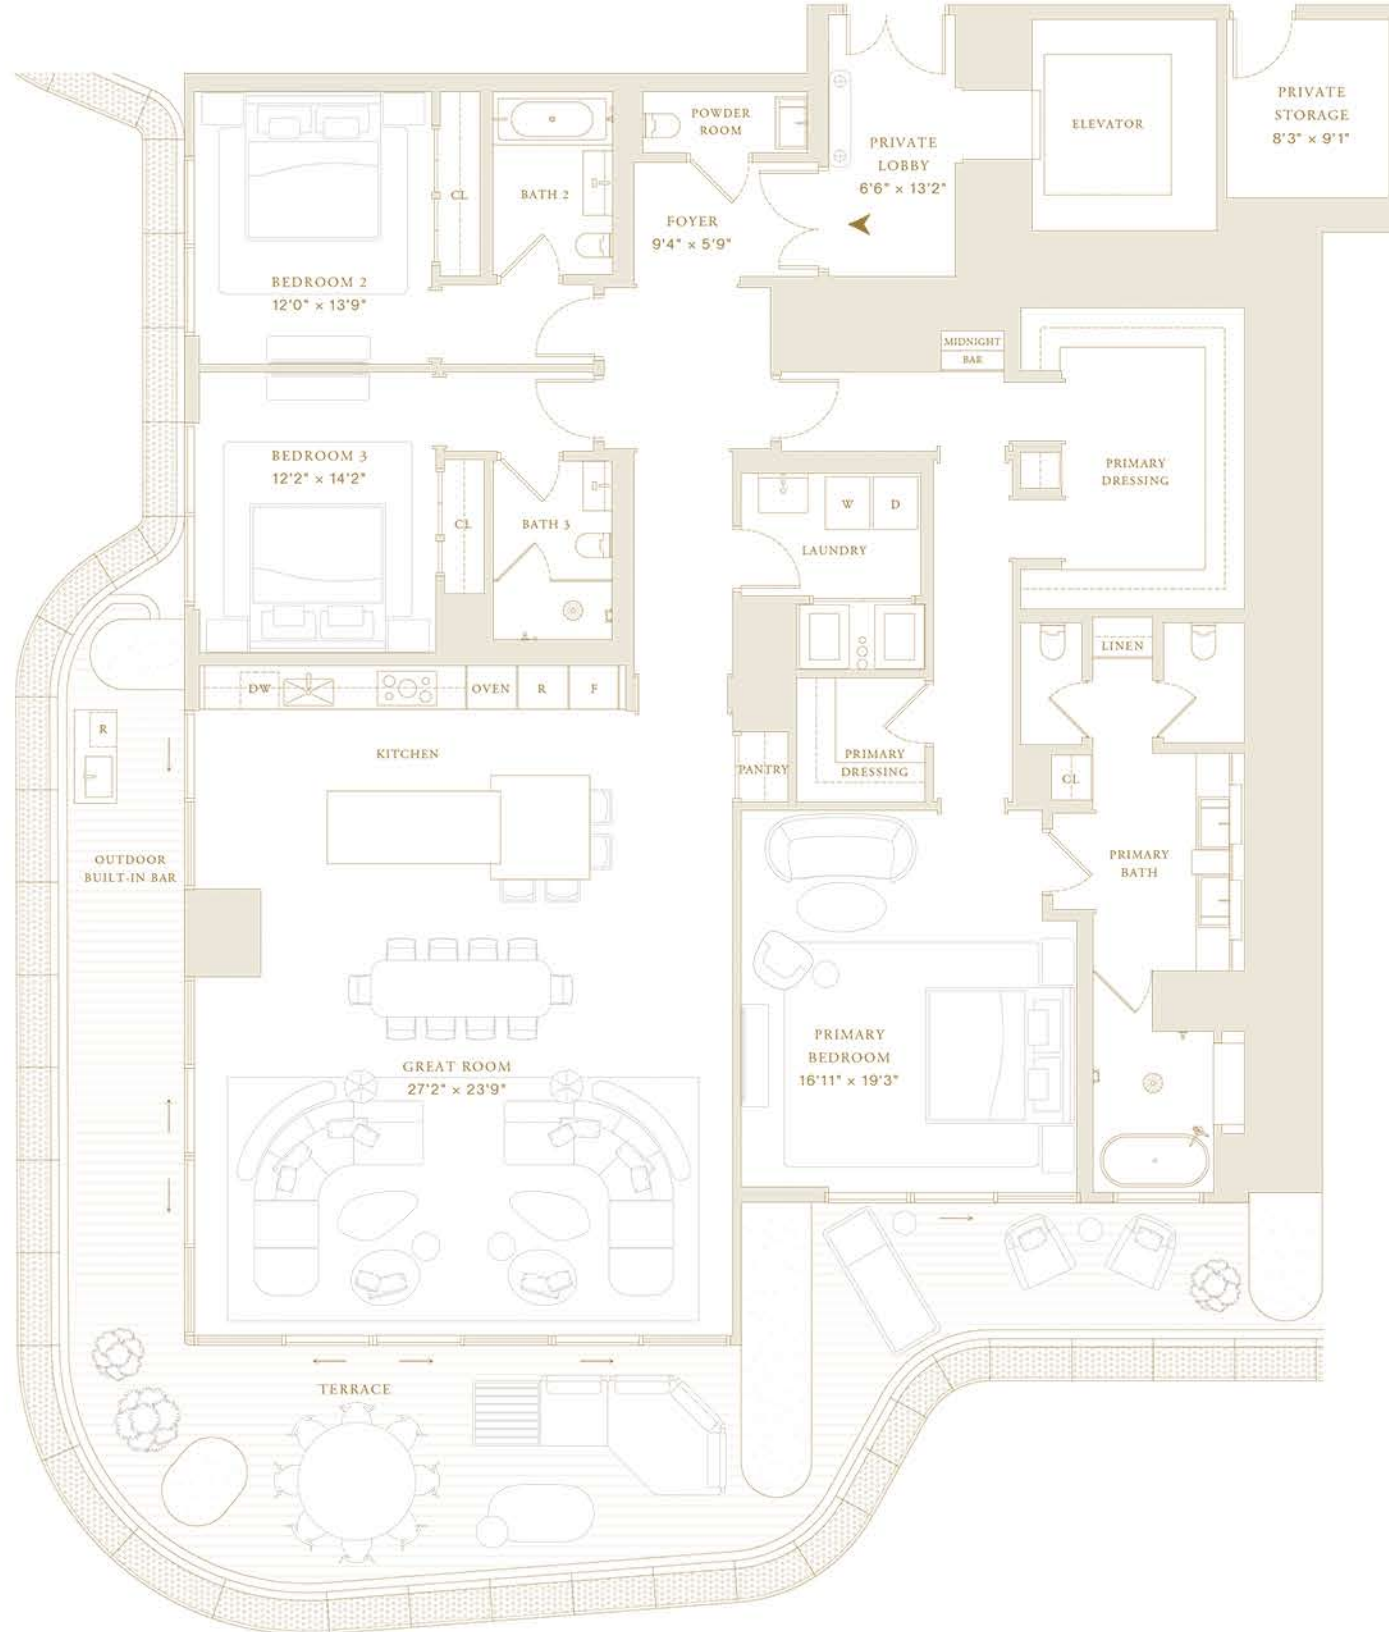 PRIVATE
STORAGE
8'3" × 9'1"
ELEVATOR
POWDER
ROOM
PRIVATE
LOBBY
6'6" × 13'2"
CL
BATH 2
FOYER
9'4" × 5'9"
BEDROOM 2
12'0" × 13'9"
MIDNIGHT
BAR
BEDROOM 3
12'2" × 14'2"
PRIMARY
DRESSING
W
D
CL
BATH 3
LAUNDRY
LINEN
DW
OVEN
R
F
R
KITCHEN
PANTRY
PRIMARY
DRESSING
CL
OUTDOOR
BUILT-IN BAR
PRIMARY
BATH
PRIMARY
BEDROOM
16'11" × 19'3"
GREAT ROOM
27'2" × 23'9"
TERRACE